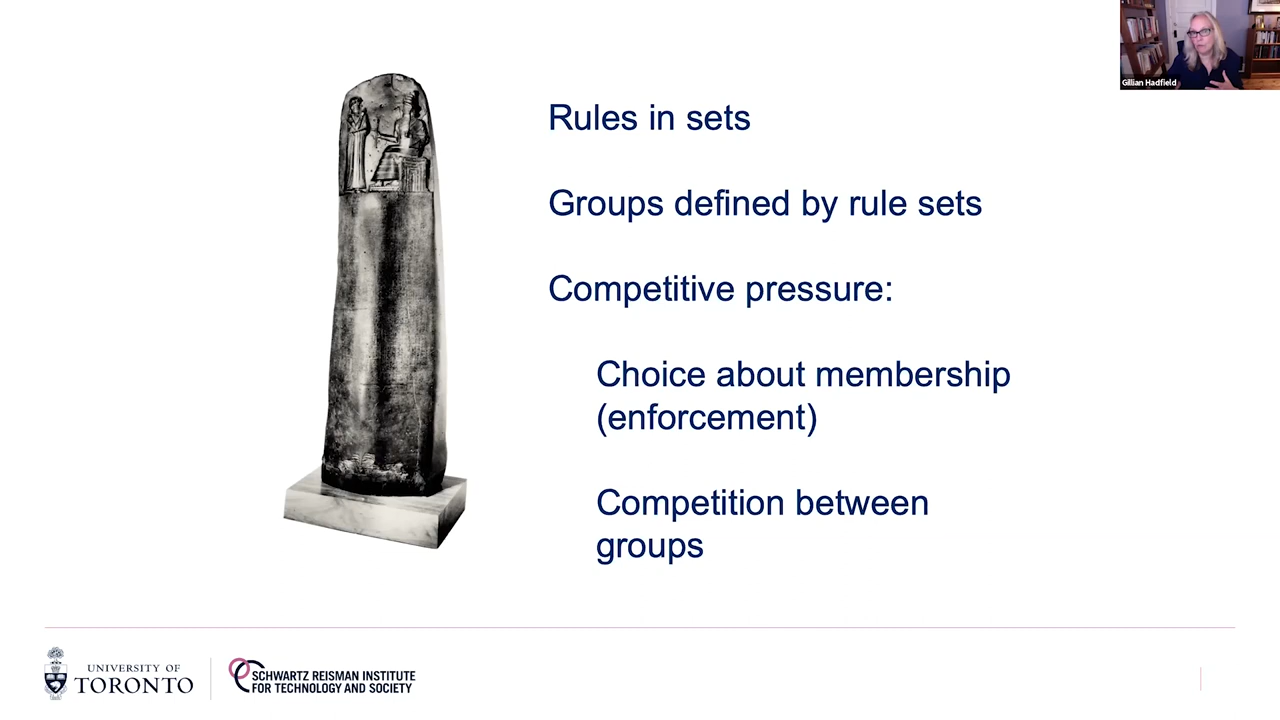 Gillian Hadfield
Rules in sets
Groups defined by rule sets
Competitive pressure:
Choice about membership
(enforcement)
Competition between
groups
UNIVERSITY OF
TORONTO
SCHWARTZ REISMAN INSTITUTE
FOR TECHNOLOGY AND SOCIETY